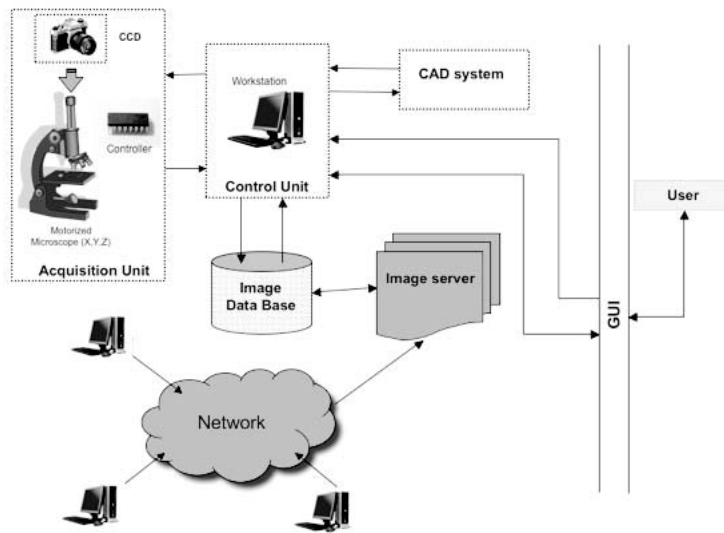 CCD
Controller
Motorized
Microscope (X,Y,Z)
Acquisition Unit
Workstation
Control Unit
CAD system
User
GUI
Image
Data Base
Image server
Network